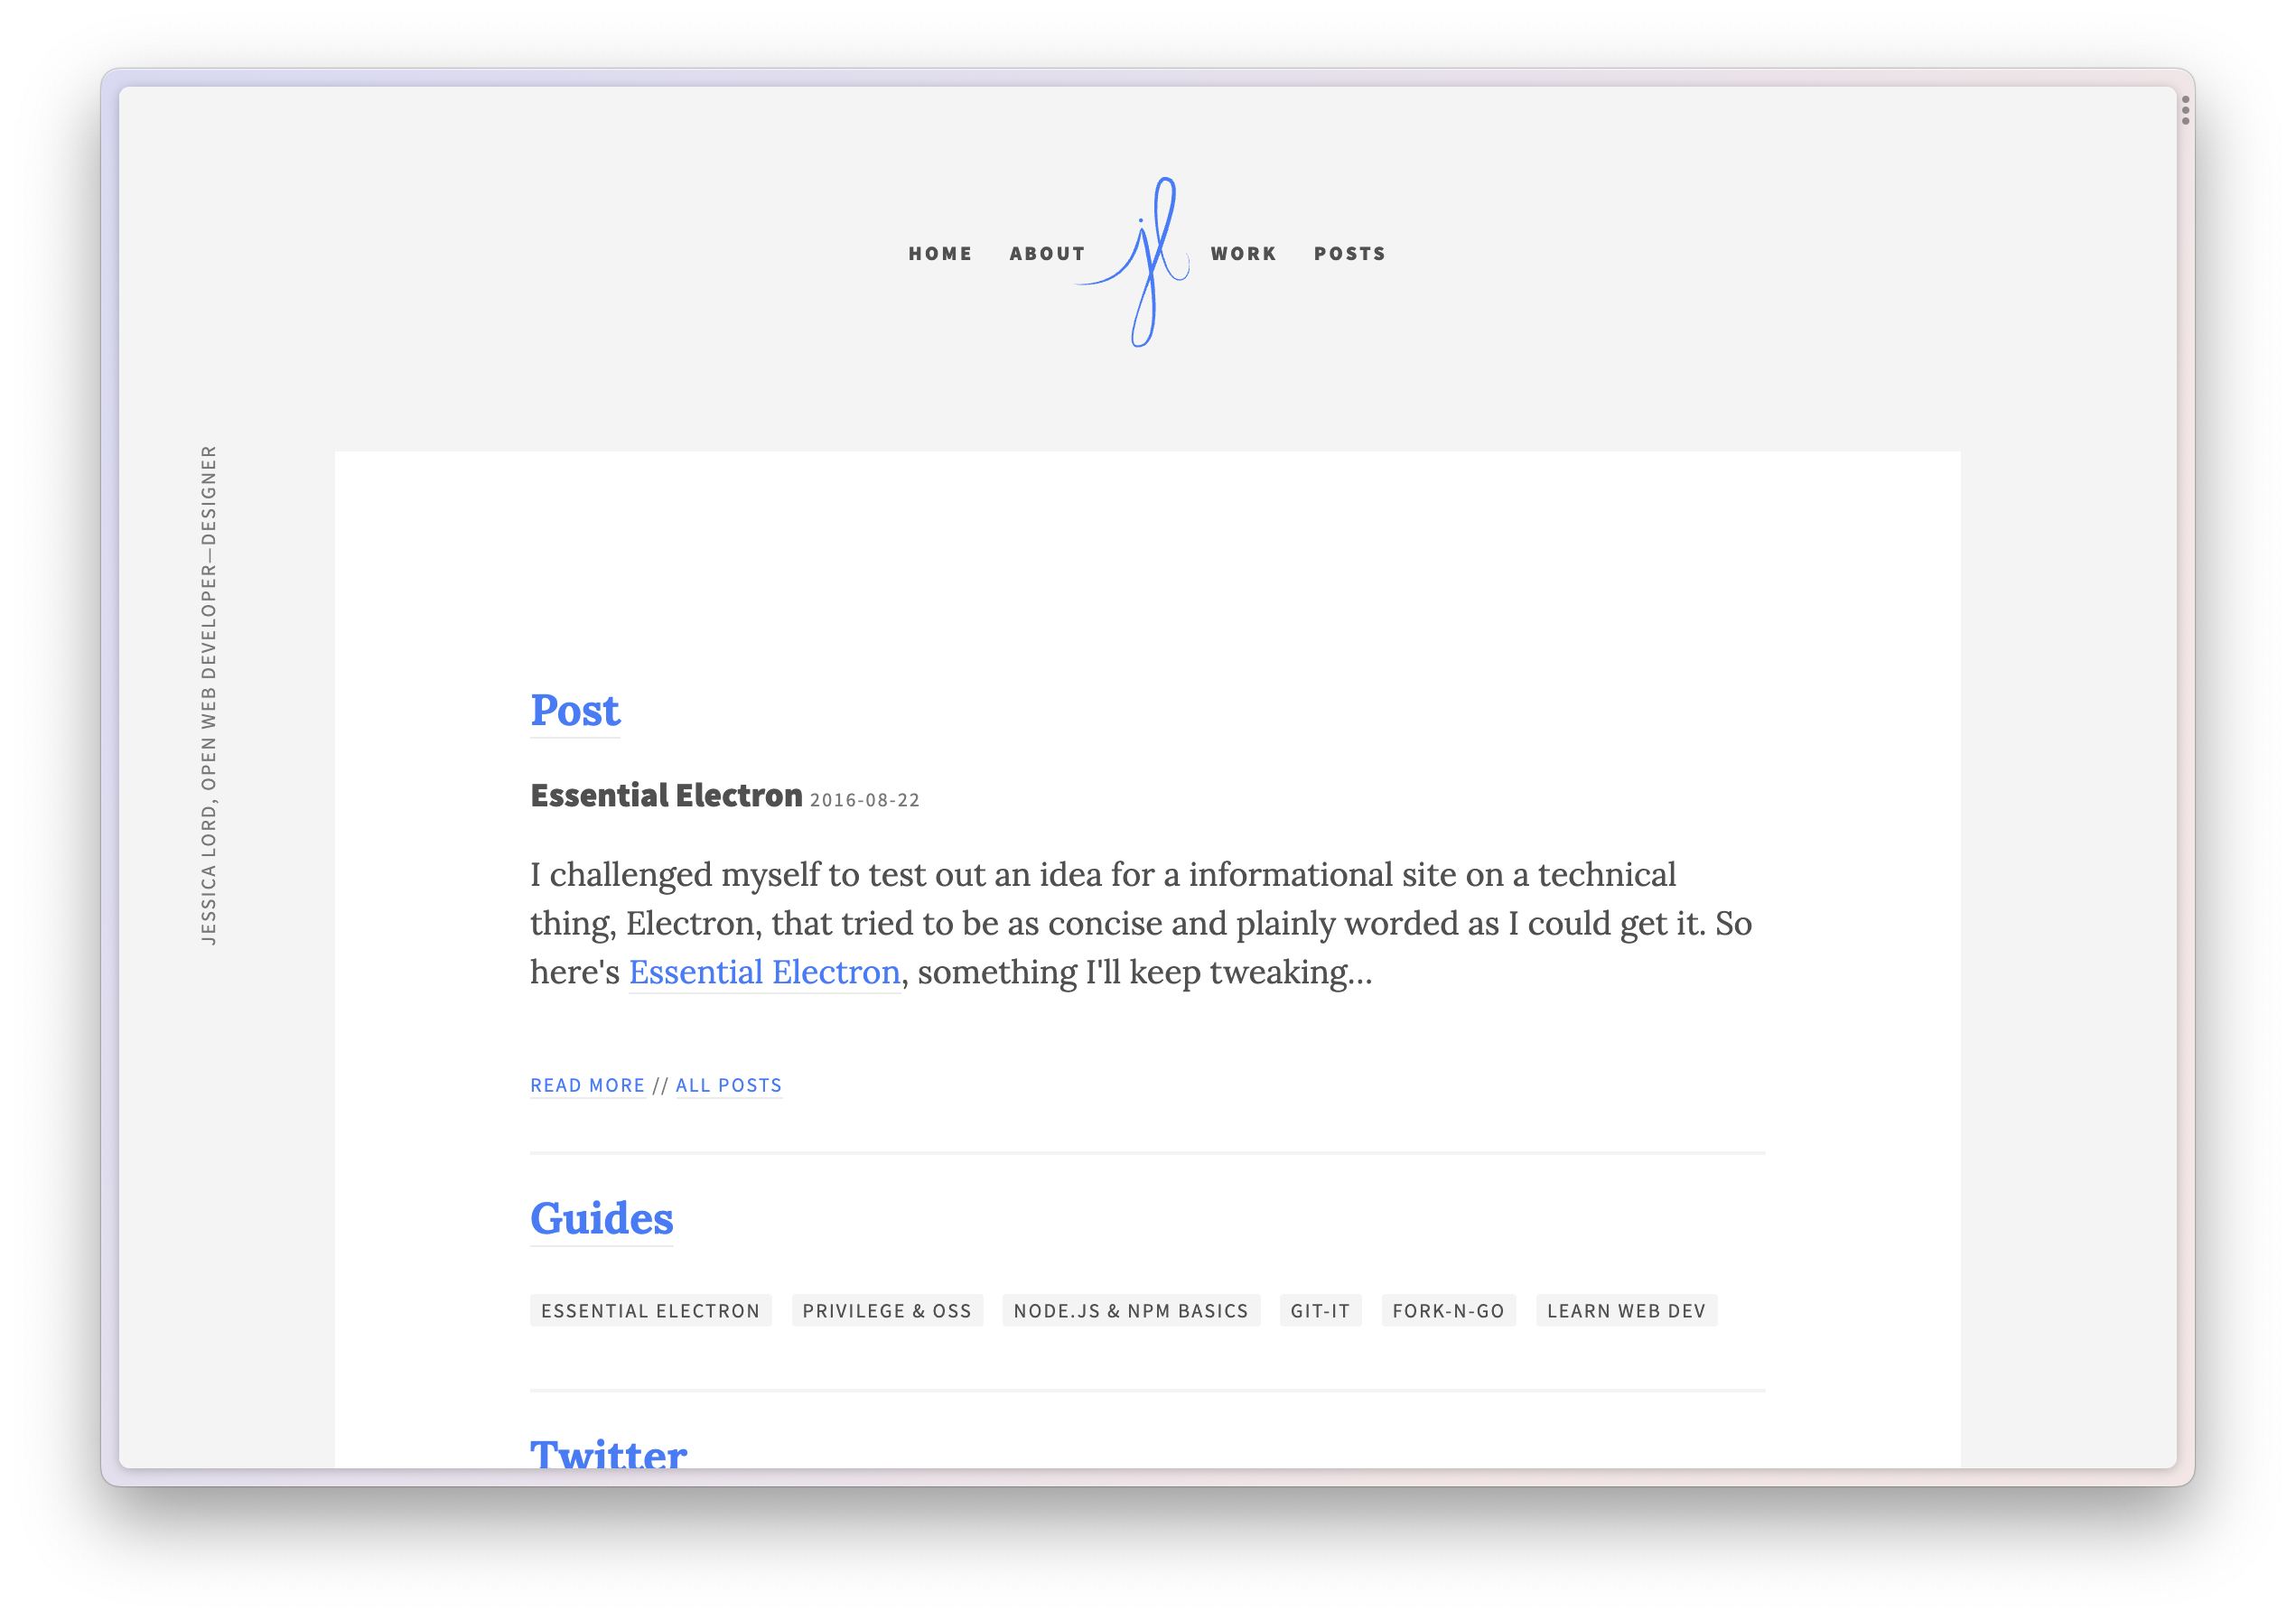 HOME ABOUT jl WORK POSTS
JESSICA LORD, OPEN WEB DEVELOPER—DESIGNER
Post
Essential Electron 2016-08-22
I challenged myself to test out an idea for a informational site on a technical
thing, Electron, that tried to be as concise and plainly worded as I could get it. So
here's Essential Electron, something I'll keep tweaking...
READ MORE // ALL POSTS
Guides
ESSENTIAL ELECTRON PRIVILEGE & OSS NODE.JS & NPM BASICS GIT-IT FORK-N-GO LEARN WEB DEV
Twitter